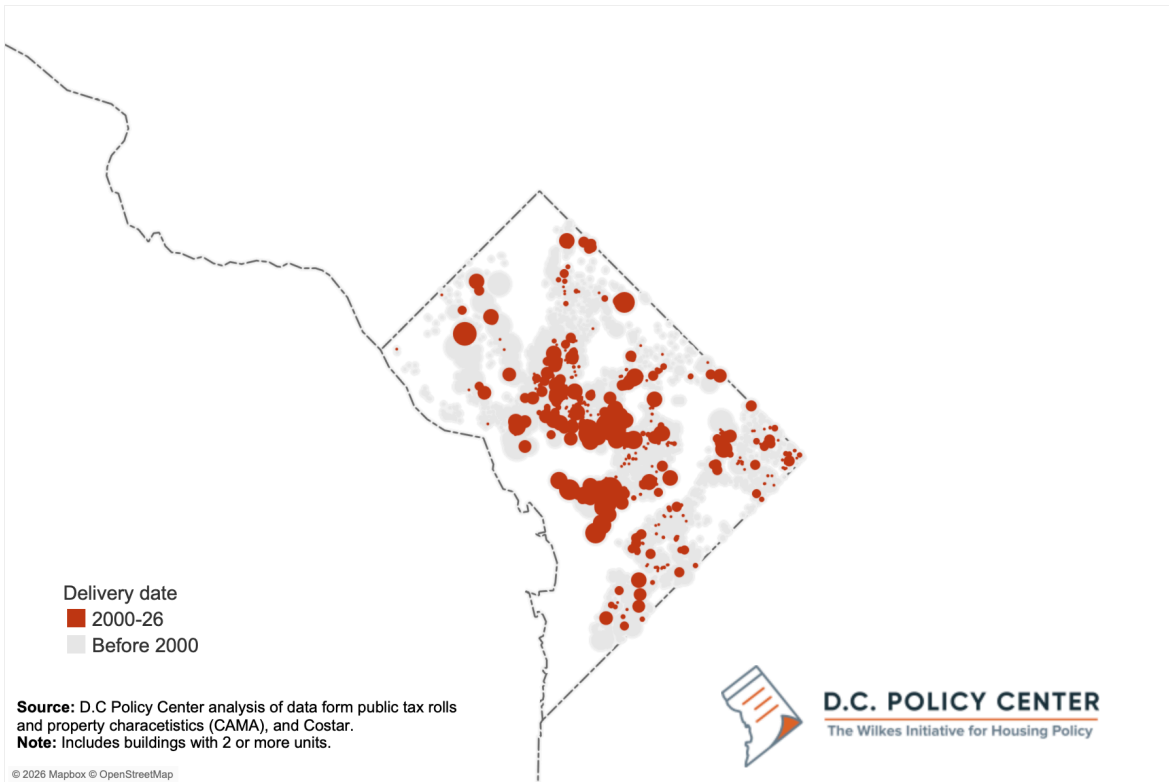 Delivery date
2000-26
Before 2000
Source: D.C Policy Center analysis of data form public tax rolls
and property characetistics (CAMA), and Costar.
Note: Includes buildings with 2 or more units.
© 2026 Mapbox © OpenStreetMap
D.C. POLICY CENTER
The Wilkes Initiative for Housing Policy